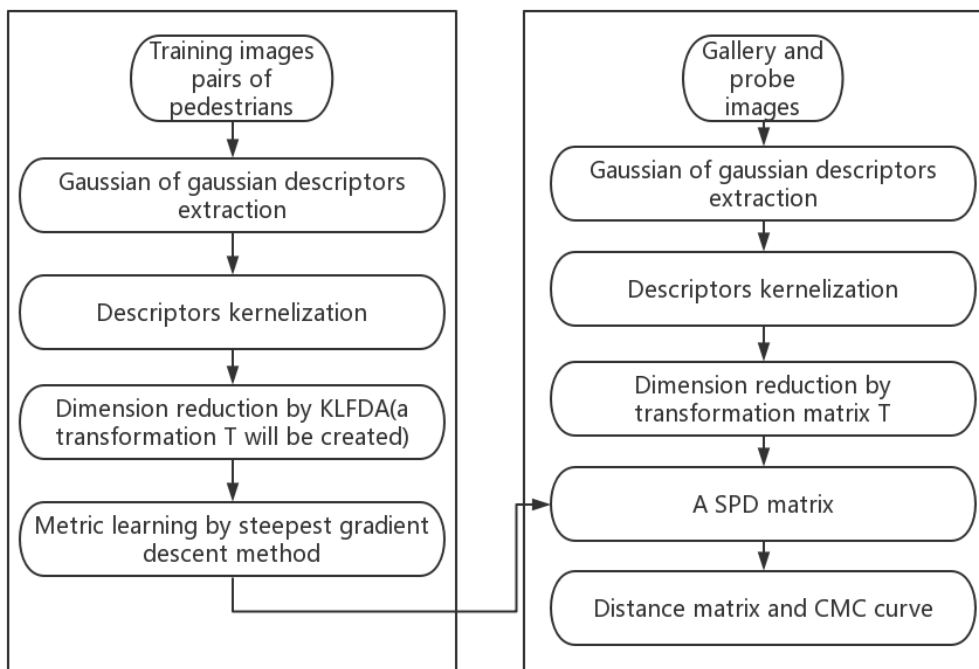 Training images
pairs of
pedestrians
Gaussian of gaussian descriptors
extraction
Descriptors kernelization
Dimension reduction by KLFDA(a
transformation T will be created)
Metric learning by steepest gradient
descent method
Gallery and
probe
images
Gaussian of gaussian descriptors
extraction
Descriptors kernelization
Dimension reduction by
transformation matrix T
A SPD matrix
Distance matrix and CMC curve